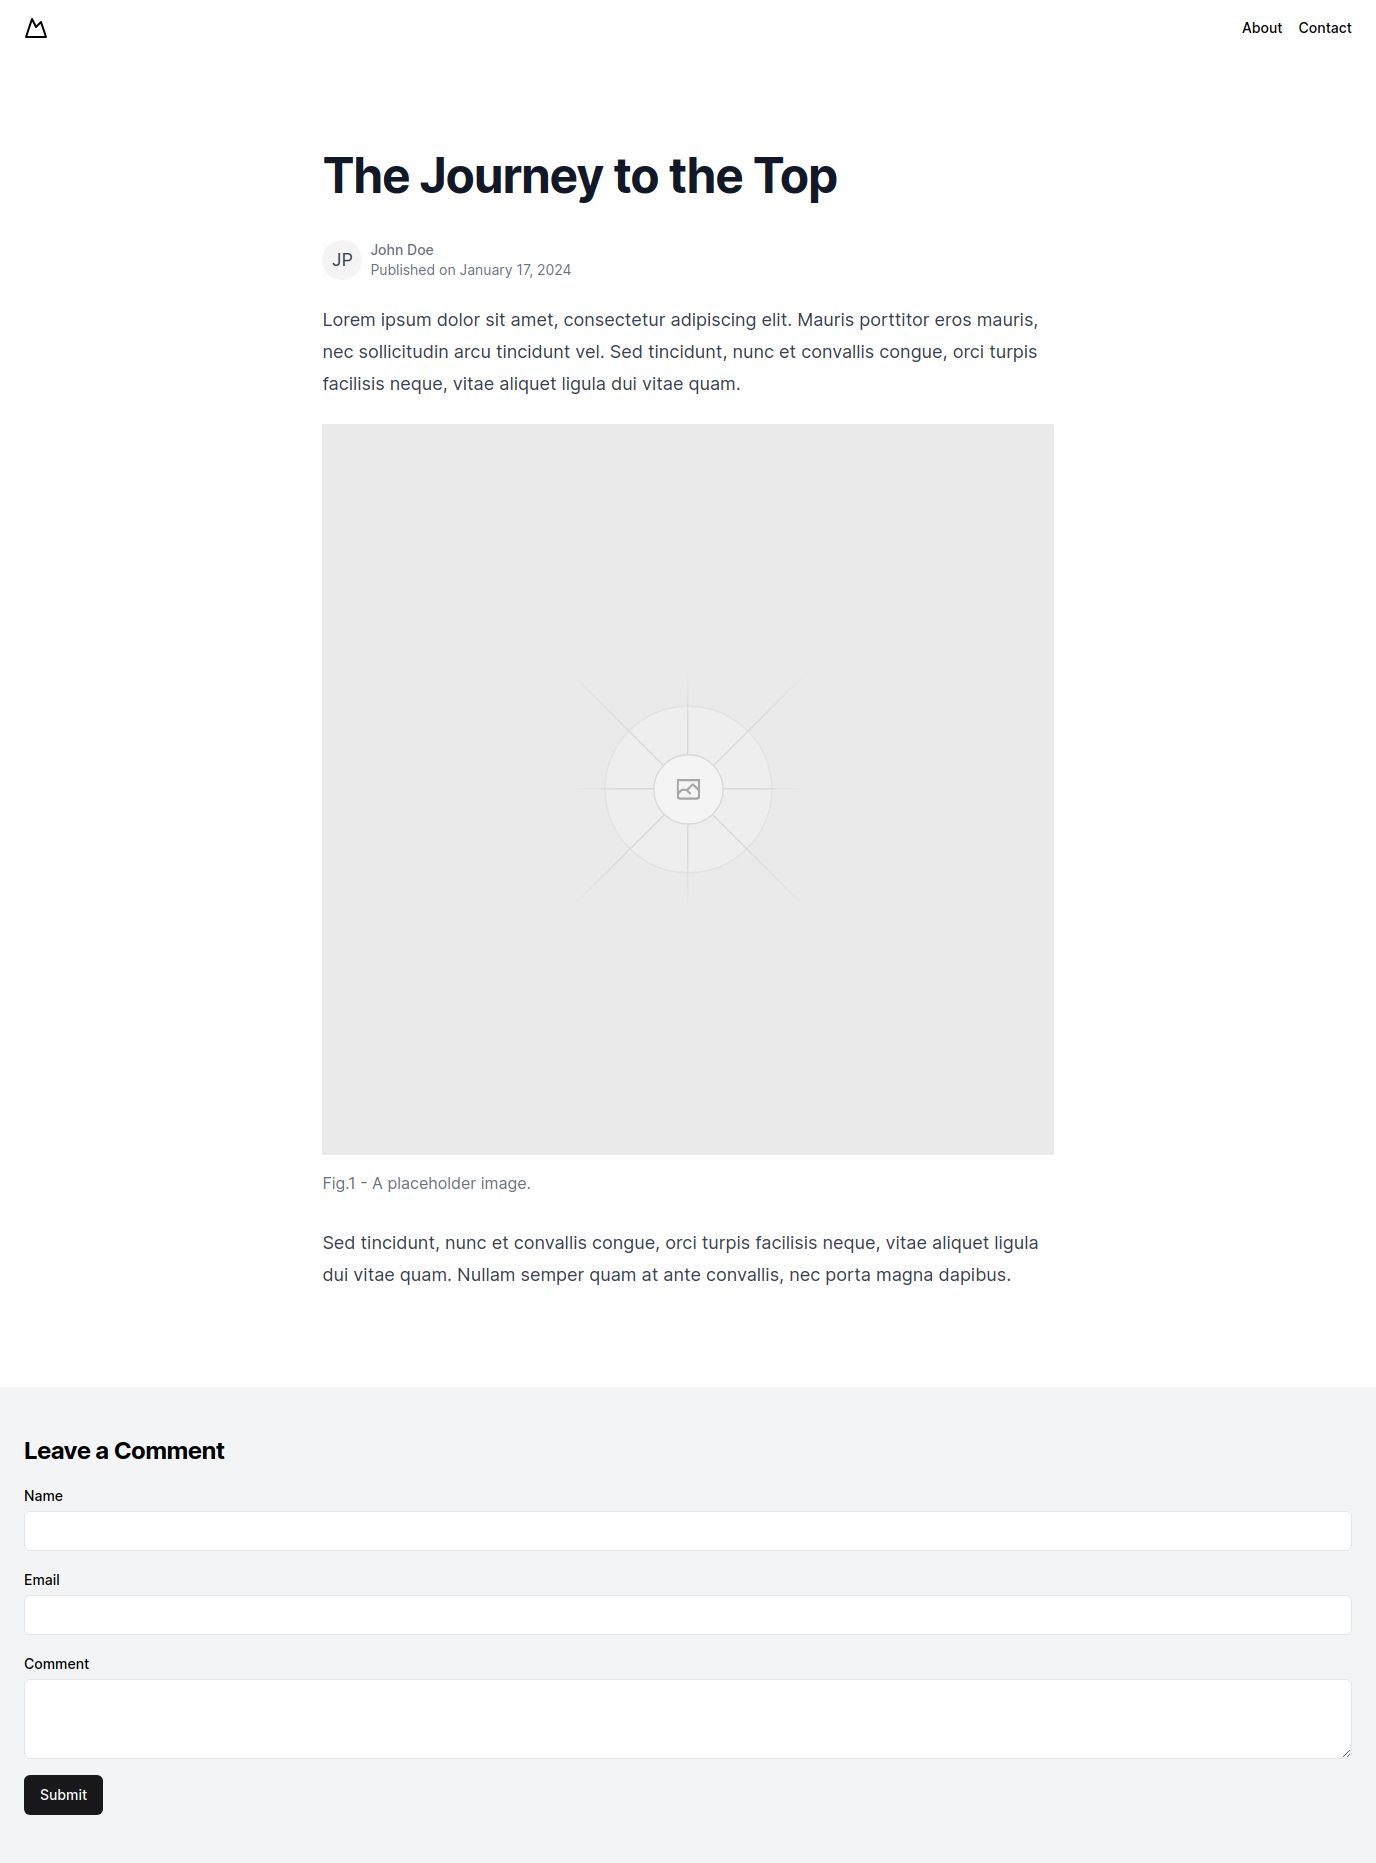 About Contact
The Journey to the Top
JP
John Doe
Published on January 17, 2024
Lorem ipsum dolor sit amet, consectetur adipiscing elit. Mauris porttitor eros mauris,
nec sollicitudin arcu tincidunt vel. Sed tincidunt, nunc et convallis congue, orci turpis
facilisis neque, vitae aliquet ligula dui vitae quam.
Fig.1 - A placeholder image.
Sed tincidunt, nunc et convallis congue, orci turpis facilisis neque, vitae aliquet ligula
dui vitae quam. Nullam semper quam at ante convallis, nec porta magna dapibus.
Leave a Comment
Name
Email
Comment
Submit